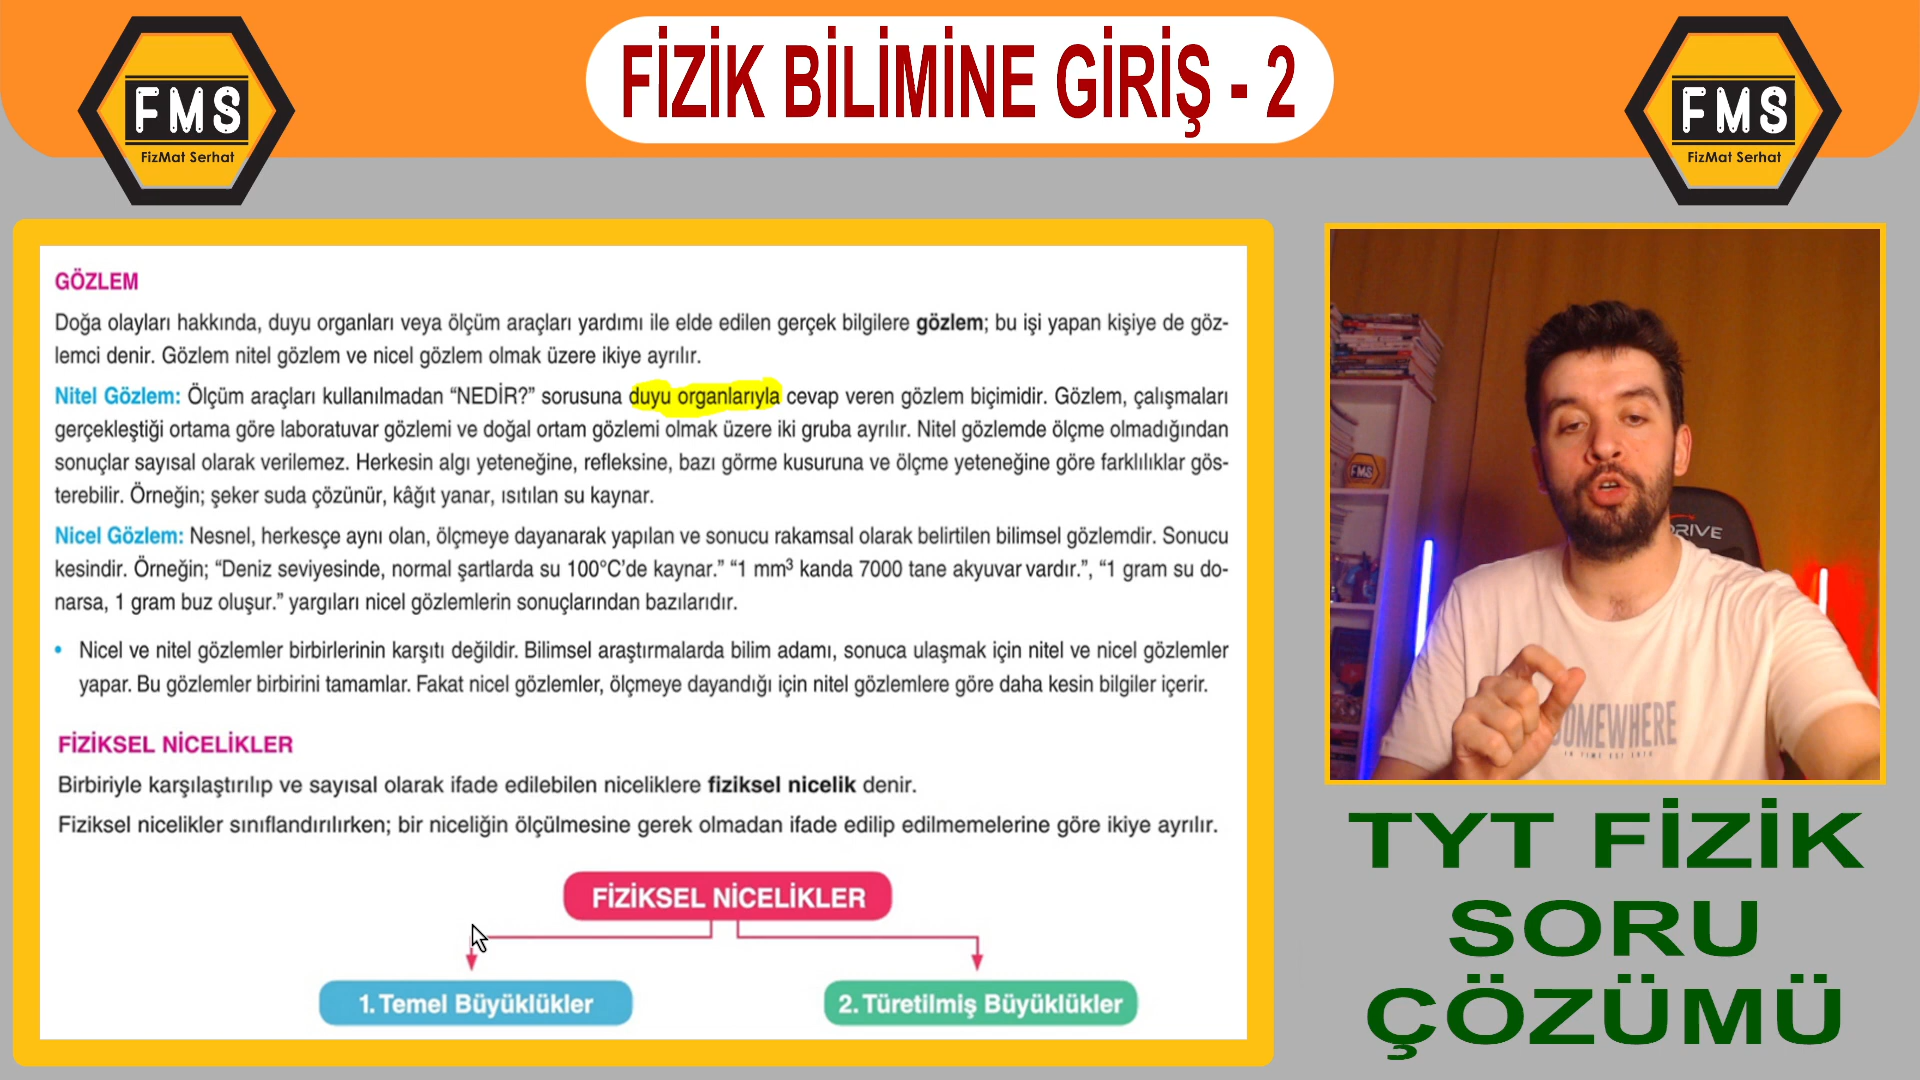 FİZİK BİLİMİNE GİRİŞ - 2
FMS
FizMat Serhat
FMS
FizMat Serhat
GÖZLEM
Doğa olayları hakkında, duyu organları veya ölçüm araçları yardımı ile elde edilen gerçek bilgilere gözlem; bu işi yapan kişiye de göz-
lemci denir. Gözlem nitel gözlem ve nicel gözlem olmak üzere ikiye ayrılır.
Nitel Gözlem: Ölçüm araçları kullanılmadan “NEDİR?” sorusuna duyu organlarıyla cevap veren gözlem biçimidir. Gözlem, çalışmaları
gerçekleştiği ortama göre laboratuvar gözlemi ve doğal ortam gözlemi olmak üzere iki gruba ayrılır. Nitel gözlemde ölçme olmadığından
sonuçlar sayısal olarak verilemez. Herkesin algı yeteneğine, refleksine, bazı görme kusuruna ve ölçme yeteneğine göre farklılıklar gös-
terebilir. Örneğin; şeker suda çözünür, kâğıt yanar, ısıtılan su kaynar.
Nicel Gözlem: Nesnel, herkesçe aynı olan, ölçmeye dayanarak yapılan ve sonucu rakamsal olarak belirtilen bilimsel gözlemdir. Sonucu
kesindir. Örneğin; “Deniz seviyesinde, normal şartlarda su 100°C’de kaynar.” “1 mm³ kanda 7000 tane akyuvar vardır.”, “1 gram su do-
narsa, 1 gram buz oluşur.” yargıları nicel gözlemlerin sonuçlarından bazılarıdır.
• Nicel ve nitel gözlemler birbirlerinin karşıtı değildir. Bilimsel araştırmalarda bilim adamı, sonuca ulaşmak için nitel ve nicel gözlemler
yapar. Bu gözlemler birbirini tamamlar. Fakat nicel gözlemler, ölçmeye dayandığı için nitel gözlemlere göre daha kesin bilgiler içerir.
FİZİKSEL NİCELİKLER
Birbiriyle karşılaştırılıp ve sayısal olarak ifade edilebilen niceliklere fiziksel nicelik denir.
Fiziksel nicelikler sınıflandırılırken; bir niceliğin ölçülmesine gerek olmadan ifade edilip edilmemelerine göre ikiye ayrılır.
FİZİKSEL NİCELİKLER
1. Temel Büyüklükler
2. Türetilmiş Büyüklükler
FMS
DRIVE
SOMEWHERE
TYT FİZİK
SORU
ÇÖZÜMÜ